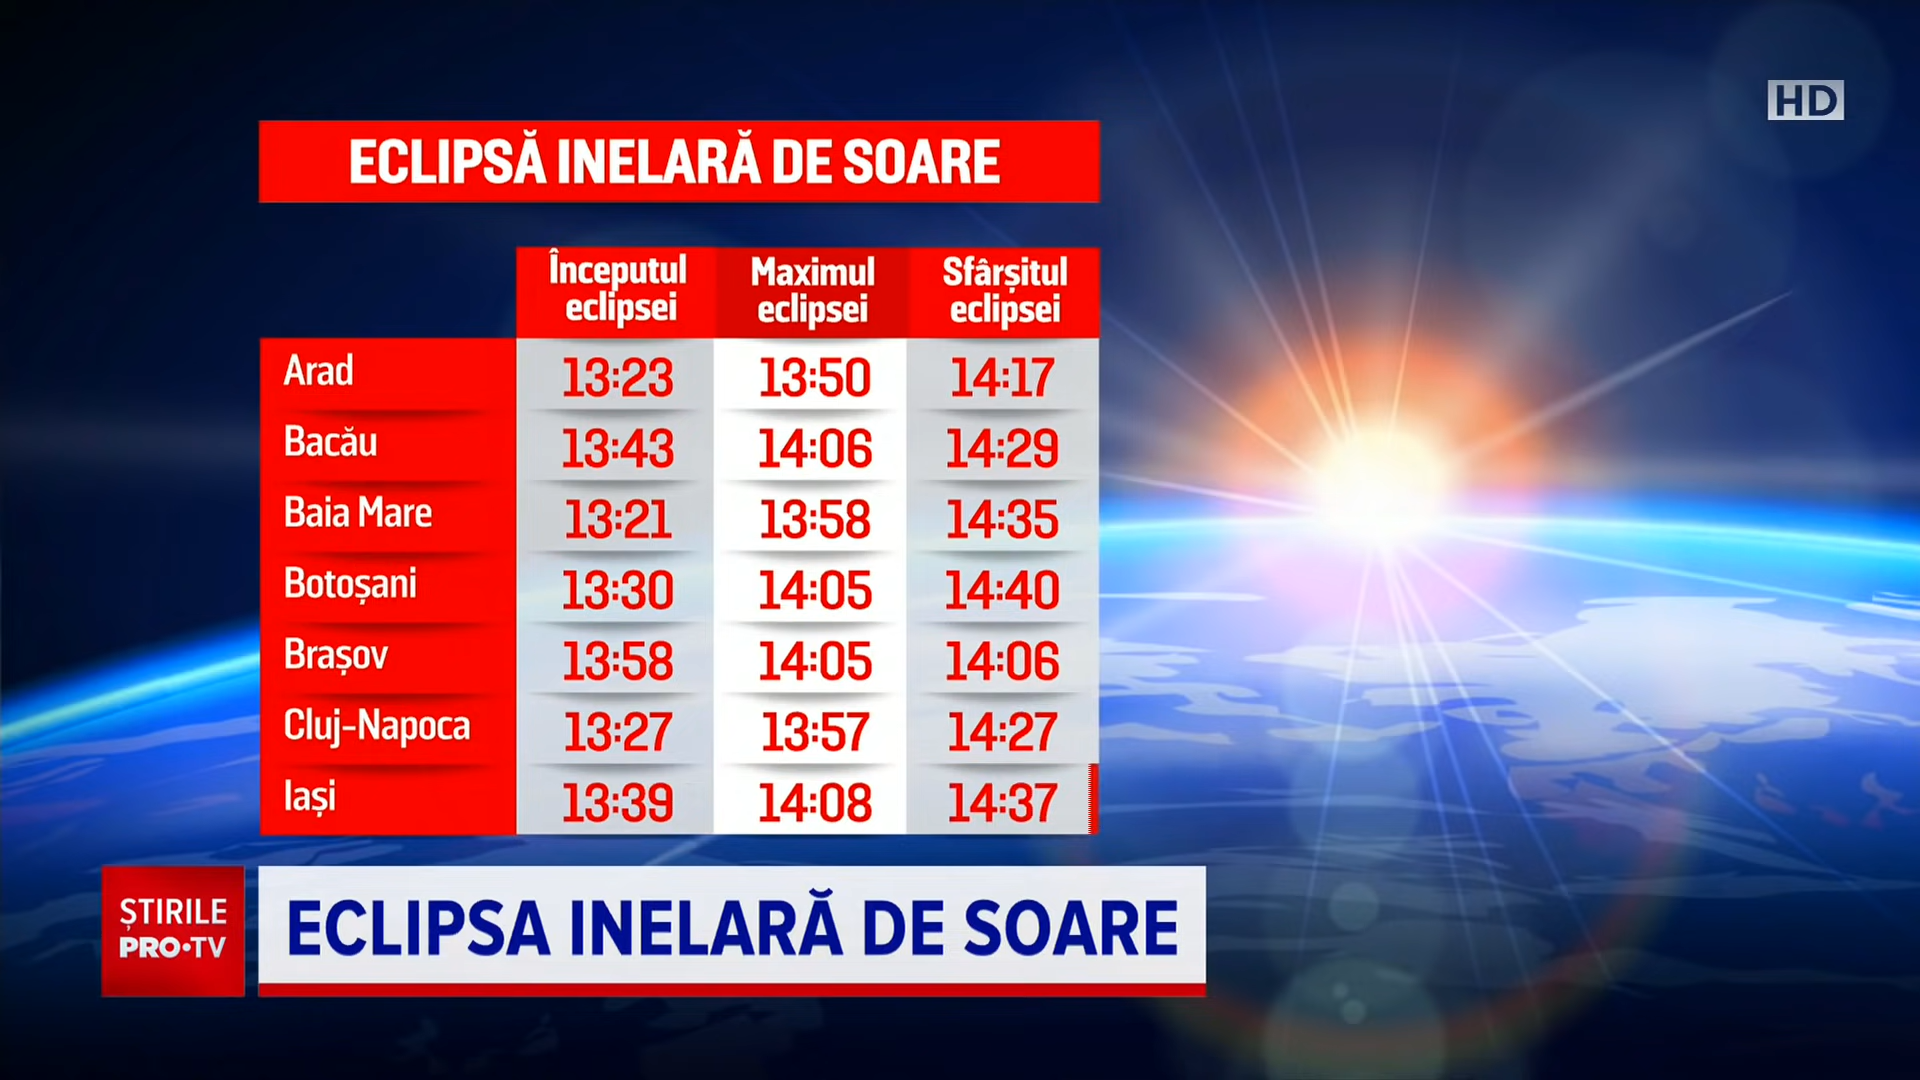 HD
ECLIPSĂ INELARĂ DE SOARE
Începutul eclipsei Maximul eclipsei Sfârșitul eclipsei
Arad 13:23 13:50 14:17
Bacău 13:43 14:06 14:29
Baia Mare 13:21 13:58 14:35
Botoșani 13:30 14:05 14:40
Brașov 13:58 14:05 14:06
Cluj-Napoca 13:27 13:57 14:27
Iași 13:39 14:08 14:37
ȘTIRILE
PRO•TV
ECLIPSA INELARĂ DE SOARE